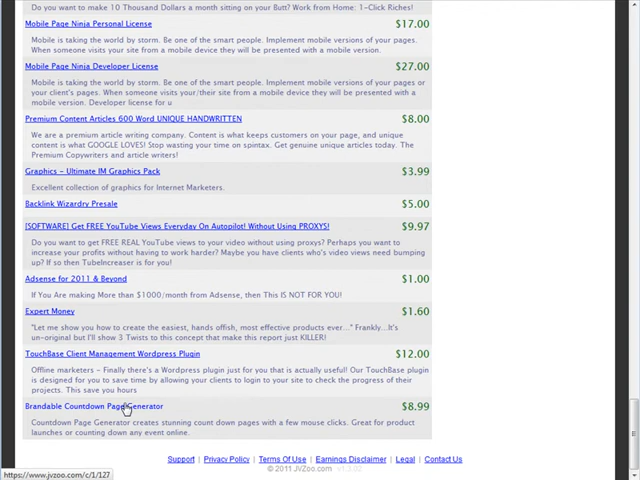 Do you want to make 10 Thousand Dollars a month sitting on your Butt? Work from Home: 1-Click Riches!
Mobile Page Ninja Personal License $17.00
Mobile is taking the world by storm. Be one of the smart people. Implement mobile versions of your pages.
When someone visits your site from a mobile device they will be presented with a mobile version.
Mobile Page Ninja Developer License $27.00
Mobile is taking the world by storm. Be one of the smart people. Implement mobile versions of your pages or
your client's pages. When someone visits your/their site from a mobile device they will be presented with a
mobile version. Developer license for u
Premium Content Articles 600 Word UNIQUE HANDWRITTEN $8.00
We are a premium article writing company. Content is what keeps customers on your page, and unique
content is what GOOGLE LOVES! Stop wasting your time on spintax. Get genuine unique articles today. The
Premium Copywriters and article writers!
Graphics - Ultimate IM Graphics Pack $3.99
Excellent collection of graphics for Internet Marketers.
Backlink Wizardry Presale $5.00
[SOFTWARE] Get FREE YouTube Views Everyday On Autopilot! Without Using PROXYS! $9.97
Do you want to get FREE REAL YouTube views to your video without using proxys? Perhaps you want to
increase your profits without having to work harder? Maybe you have clients who's video views need bumping
up? If so then TubeIncreaser is for you!
Adsense for 2011 & Beyond $1.00
If You Are making More than $1000/month from Adsense, then This IS NOT FOR YOU!
Expert Money $1.60
"Let me show you how to create the easiest, hands offish, most effective products ever..." Frankly...It's
un-original but I'll show 3 Twists to this concept that make this report just KILLER!
TouchBase Client Management Wordpress Plugin $12.00
Offline marketers - Finally there's a Wordpress plugin just for you that is actually useful! Our TouchBase plugin
is designed for you to save time by allowing your clients to login to your site to check the progress of their
projects. This save you hours
Brandable Countdown Page Generator $8.99
Countdown Page Generator creates stunning count down pages with a few mouse clicks. Great for product
launches or counting down any event online.
Support | Privacy Policy | Terms Of Use | Earnings Disclaimer | Legal | Contact Us
© 2011 JVZoo.com v1.3.02
https://www.jvzoo.com/c/1/127